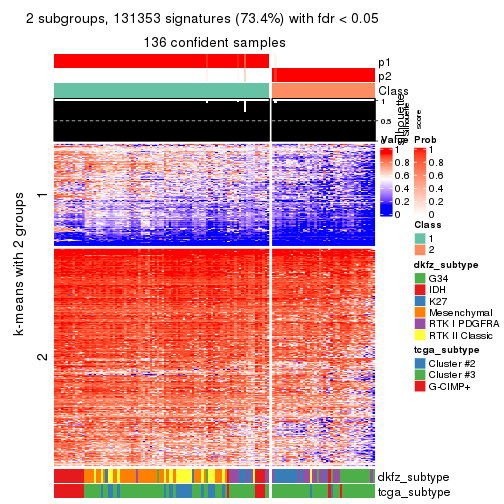 2 subgroups, 131353 signatures (73.4%) with fdr < 0.05
136 confident samples
p1
p2
Class
1
0.5
0
Silhouette
score
k-means with 2 groups
1
2
Value
1
0.8
0.6
0.4
0.2
0
Prob
1
0.8
0.6
0.4
0.2
0
Class
1
2
dkfz_subtype
G34
IDH
K27
Mesenchymal
RTK I PDGFRA
RTK II Classic
tcga_subtype
Cluster #2
Cluster #3
G-CIMP+
dkfz_subtype
tcga_subtype